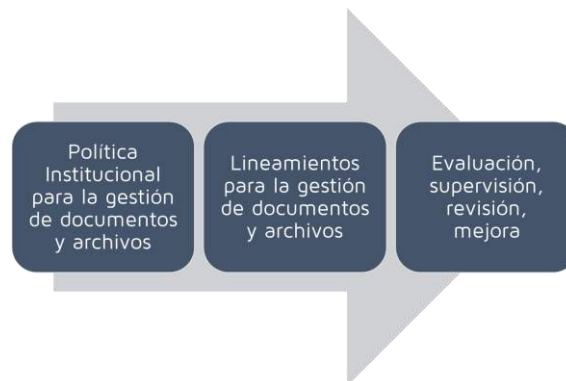 Política
Institucional
para la gestión
de documentos
y archivos
Lineamientos
para la gestión
de documentos
y archivos
Evaluación,
supervisión,
revisión,
mejora